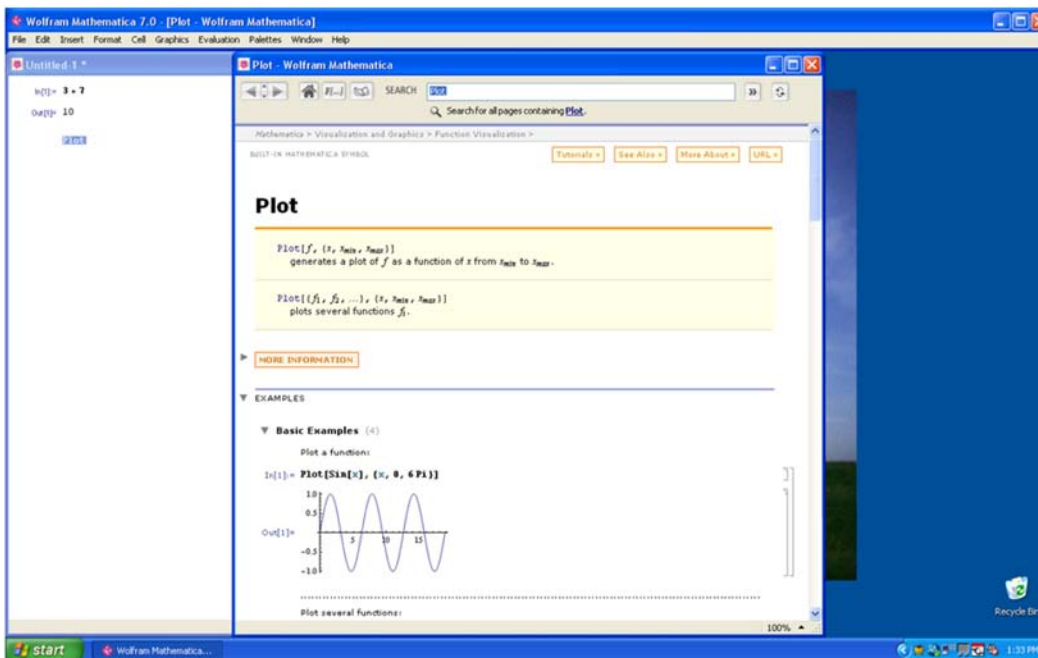 Wolfram Mathematica 7.0 - [Plot - Wolfram Mathematica]
File Edit Insert Format Cell Graphics Evaluation Palettes Window Help
Untitled-1 *
In[1]:= 3 + 7
Out[1]= 10
Plot
Plot - Wolfram Mathematica
SEARCH Plot »
Search for all pages containing Plot.
Mathematica > Visualization and Graphics > Function Visualization >
BUILT-IN MATHEMATICA SYMBOL Tutorials » See Also » More About » URL »
Plot
Plot[f, {x, xmin, xmax}]
generates a plot of f as a function of x from xmin to xmax.
Plot[{f1, f2, ...}, {x, xmin, xmax}]
plots several functions fi.
MORE INFORMATION
EXAMPLES
Basic Examples (4)
Plot a function:
In[1]:= Plot[Sin[x], {x, 0, 6 Pi}]
Out[1]=
1.0
0.5
-0.5
-1.0
5 10 15
Plot several functions:
100%
Recycle Bin
start Wolfram Mathematica... 1:33 PM